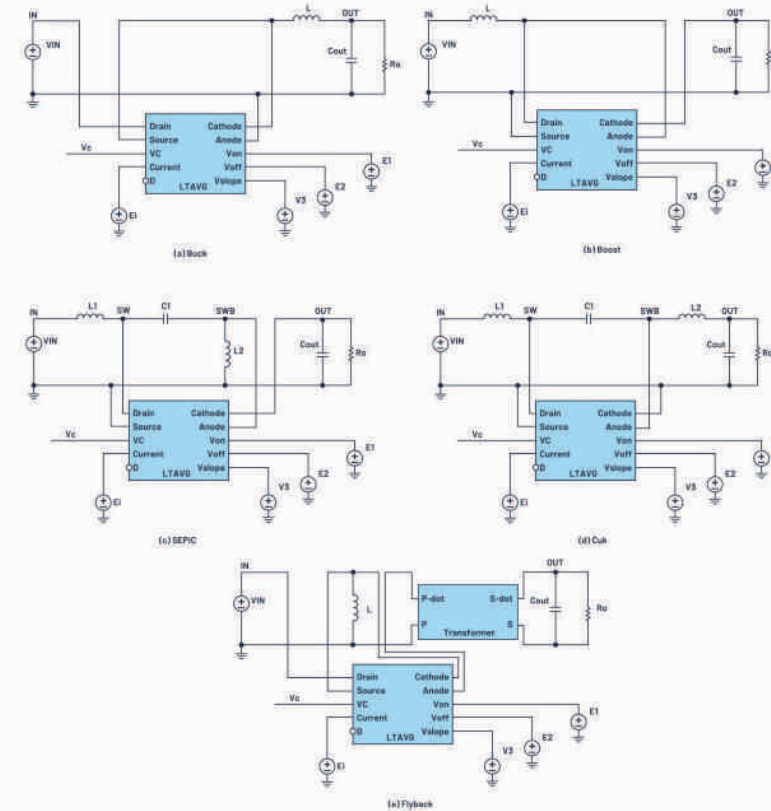 IN
L
OUT
VIN
Cout
Ro
Drain
Cathode
Source
Anode
Vc
VC
Von
Current
Voff
E1
D
Vslope
LTAVG
E2
Ei
V3
(a) Buck
IN
L
OUT
VIN
Cout
Drain
Cathode
Source
Anode
Vc
VC
Von
Current
Voff
D
Vslope
LTAVG
E2
Ei
V3
(b) Boost
IN
L1
SW
C1
SWB
OUT
VIN
L2
Cout
Ro
Drain
Cathode
Source
Anode
Vc
VC
Von
Current
Voff
E1
D
Vslope
LTAVG
E2
Ei
V3
(c) SEPIC
IN
L1
SW
C1
SWB
L2
OUT
VIN
Cout
Ro
Drain
Cathode
Source
Anode
Vc
VC
Von
Current
Voff
D
Vslope
LTAVG
E2
Ei
V3
(d) Cuk
IN
OUT
VIN
L
P-dot
S-dot
Cout
Ro
P
S
Transformer
Drain
Cathode
Source
Anode
Vc
VC
Von
Current
Voff
E1
D
Vslope
LTAVG
E2
Ei
V3
(e) Flyback